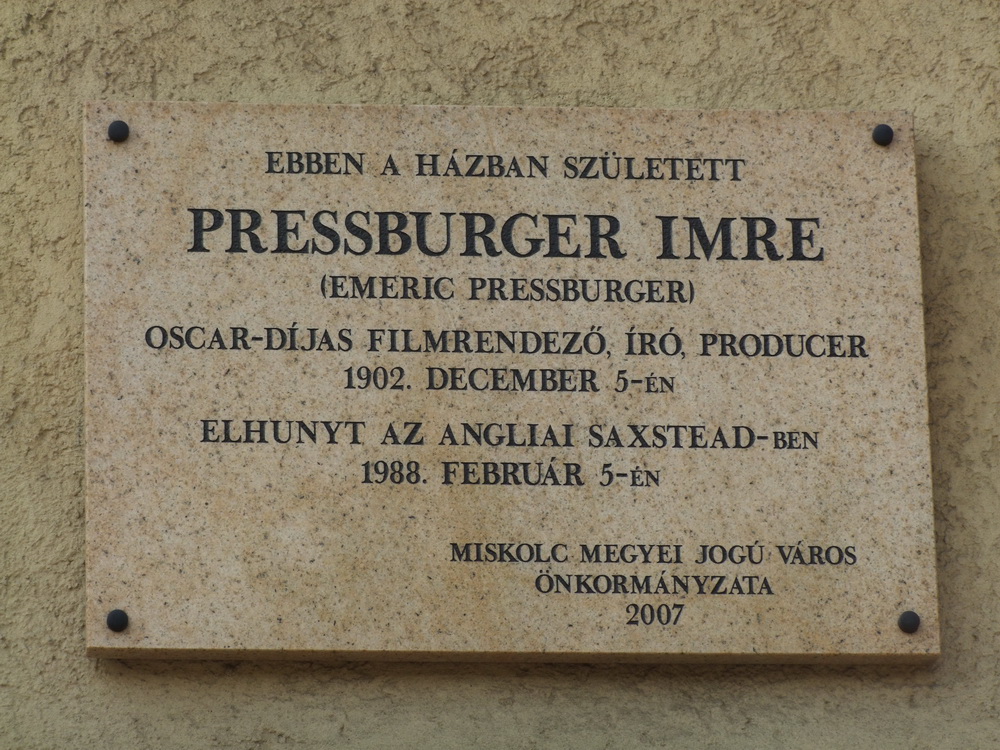 EBBEN A HÁZBAN SZÜLETETT
PRESSBURGER IMRE
(EMERIC PRESSBURGER)
OSCAR-DÍJAS FILMRENDEZŐ, ÍRÓ, PRODUCER
1902. DECEMBER 5-ÉN
ELHUNYT AZ ANGLIAI SAXSTEAD-BEN
1988. FEBRUÁR 5-ÉN
MISKOLC MEGYEI JOGÚ VÁROS
ÖNKORMÁNYZATA
2007